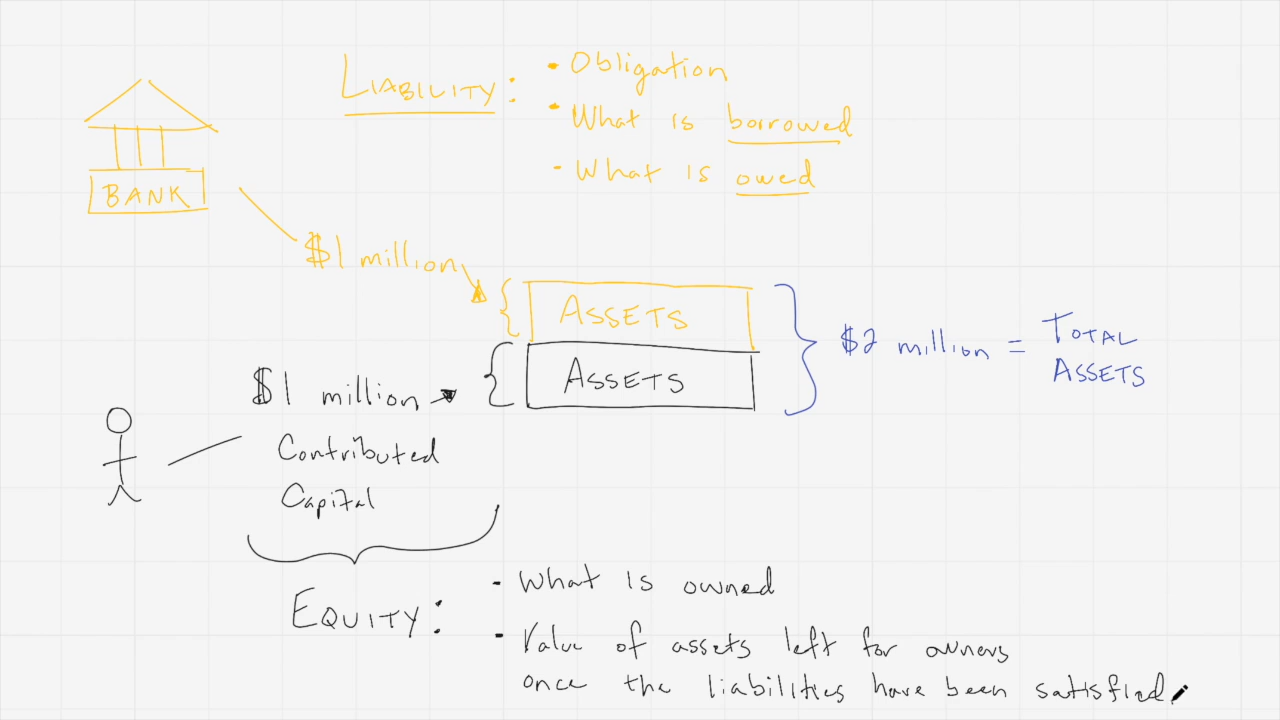 LIABILITY:
• Obligation
• What is borrowed
• What is owed
BANK
$1 million
ASSETS
ASSETS
$2 million = TOTAL ASSETS
$1 million
Contributed
Capital
EQUITY:
• What is owned
• Value of assets left for owners
once the liabilities have been satisfied